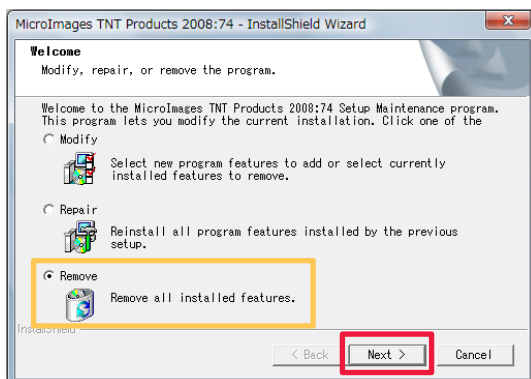 MicroImages TNT Products 2008:74 - InstallShield Wizard
Welcome
Modify, repair, or remove the program.
Welcome to the MicroImages TNT Products 2008:74 Setup Maintenance program.
This program lets you modify the current installation. Click one of the
Modify
Select new program features to add or select currently
installed features to remove.
Repair
Reinstall all program features installed by the previous
setup.
Remove
Remove all installed features.
InstallShield
< Back
Next >
Cancel